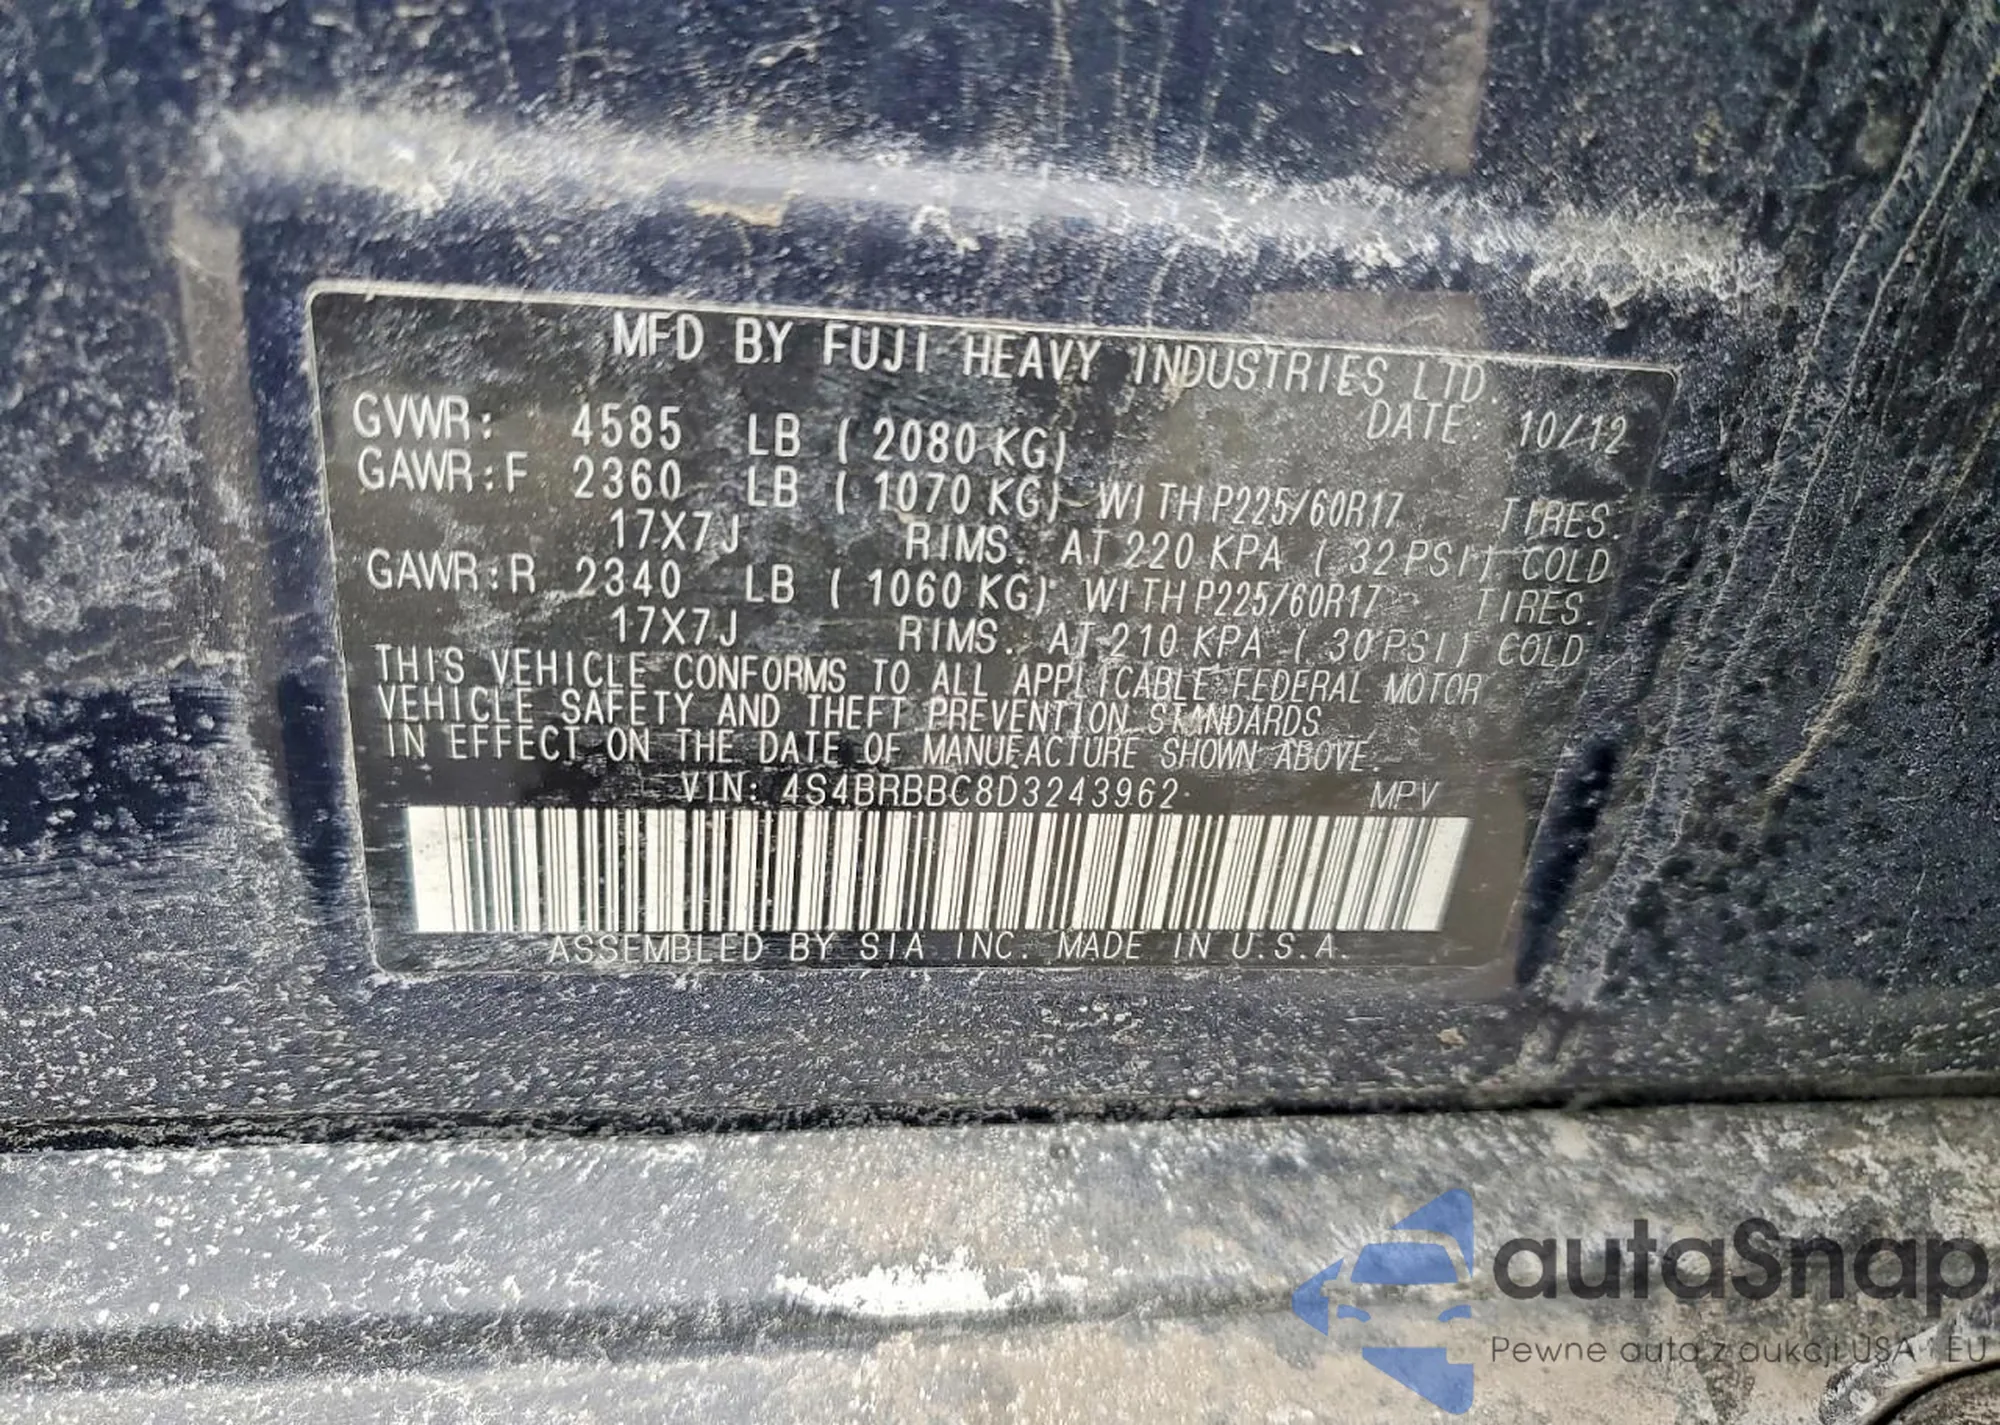 MFD BY FUJI HEAVY INDUSTRIES LTD.
DATE: 10/12
GVWR: 4585 LB (2080 KG)
GAWR:F 2360 LB (1070 KG) WITH P225/60R17 TIRES.
17X7J RIMS. AT 220 KPA (32 PSI) COLD
GAWR:R 2340 LB (1060 KG) WITH P225/60R17 TIRES.
17X7J RIMS. AT 210 KPA (30 PSI) COLD
THIS VEHICLE CONFORMS TO ALL APPLICABLE FEDERAL MOTOR
VEHICLE SAFETY AND THEFT PREVENTION STANDARDS
IN EFFECT ON THE DATE OF MANUFACTURE SHOWN ABOVE.
VIN: 4S4BRBBC8D3243962 MPV
ASSEMBLED BY SIA INC. MADE IN U.S.A.
autaSnap
Pewne auta z aukcji USA i EU